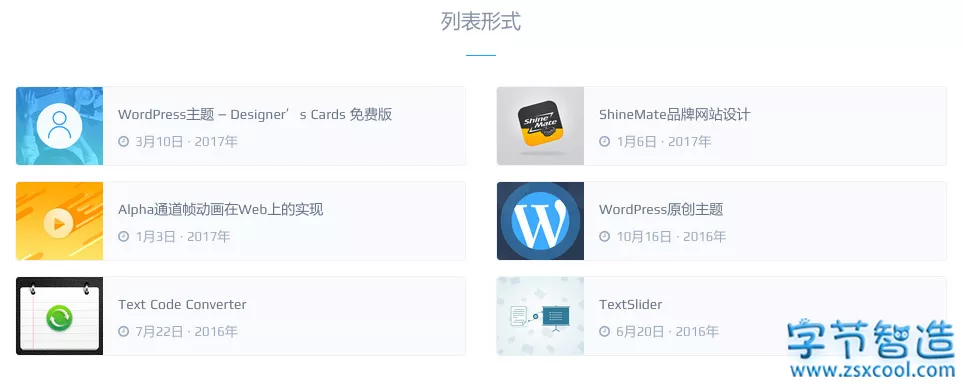 列表形式
WordPress主题 – Designer’s Cards 免费版
3月10日 · 2017年
Shine Mate
ShineMate品牌网站设计
1月6日 · 2017年
Alpha通道帧动画在Web上的实现
1月3日 · 2017年
WordPress原创主题
10月16日 · 2016年
Text Code Converter
7月22日 · 2016年
TextSlider
6月20日 · 2016年
字节智造
www.zsxcool.com